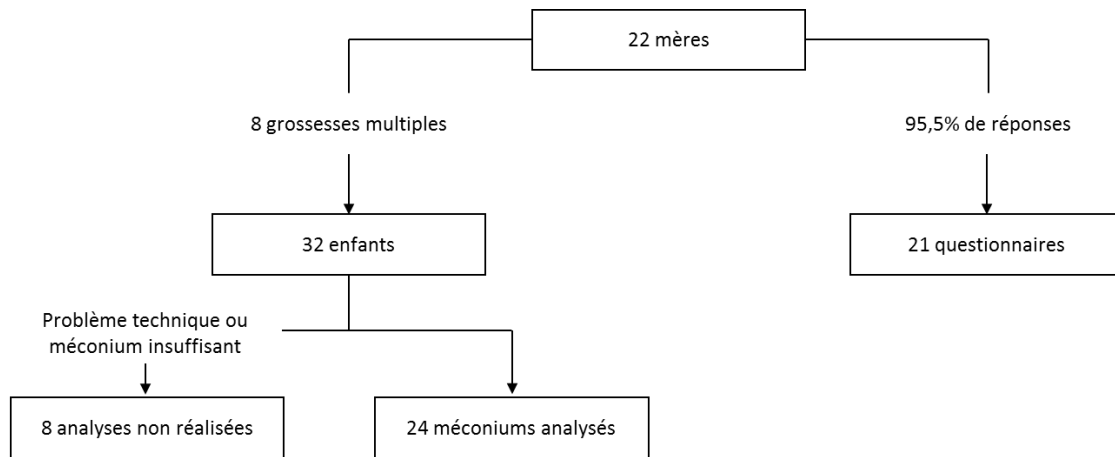 22 mères
8 grossesses multiples
95,5% de réponses
32 enfants
21 questionnaires
Problème technique ou
méconium insuffisant
8 analyses non réalisées
24 méconiums analysés